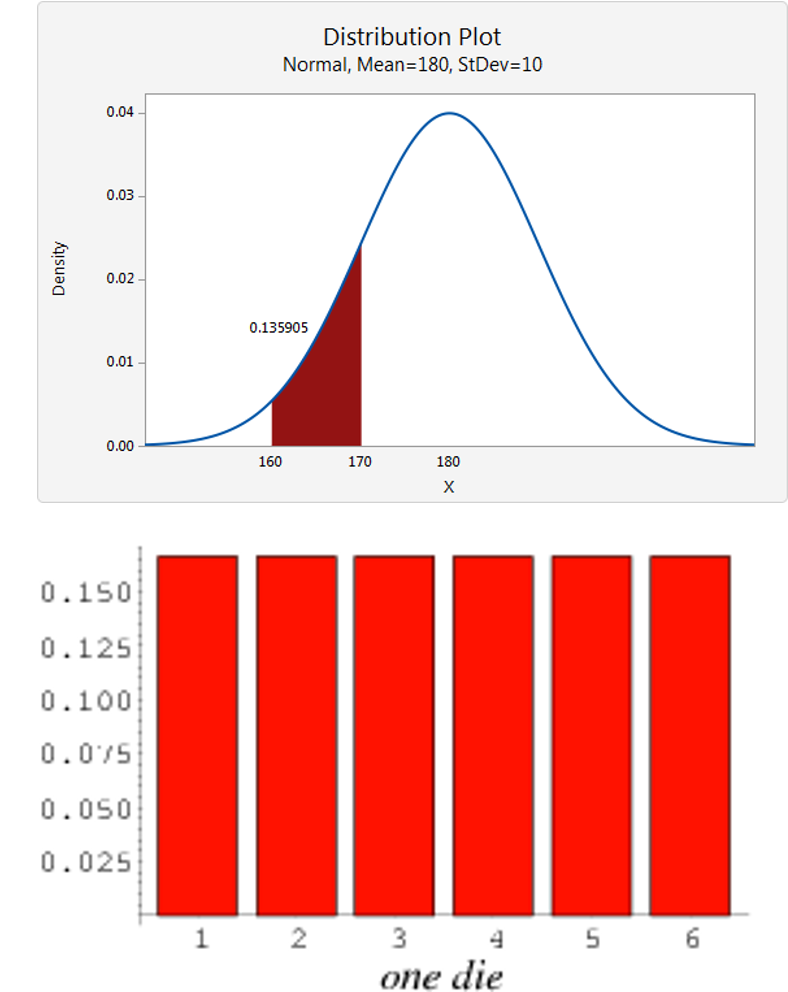 Distribution Plot
Normal, Mean=180, StDev=10
0.04
0.03
Density
0.02
0.135905
0.01
0.00
160 170 180
X
0.150
0.125
0.100
0.075
0.050
0.025
1 2 3 4 5 6
one die